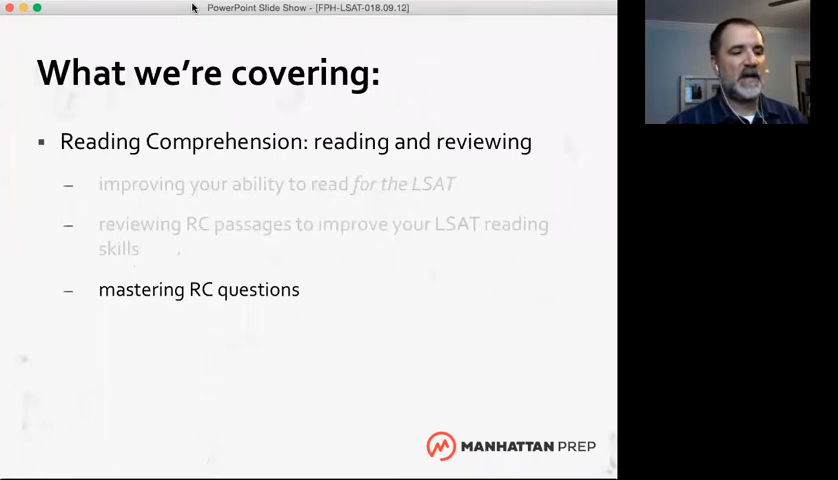 PowerPoint Slide Show - [FPH-LSAT-018.09.12]
What we're covering:
▪ Reading Comprehension: reading and reviewing
– improving your ability to read for the LSAT
– reviewing RC passages to improve your LSAT reading
skills
– mastering RC questions
MANHATTAN PREP